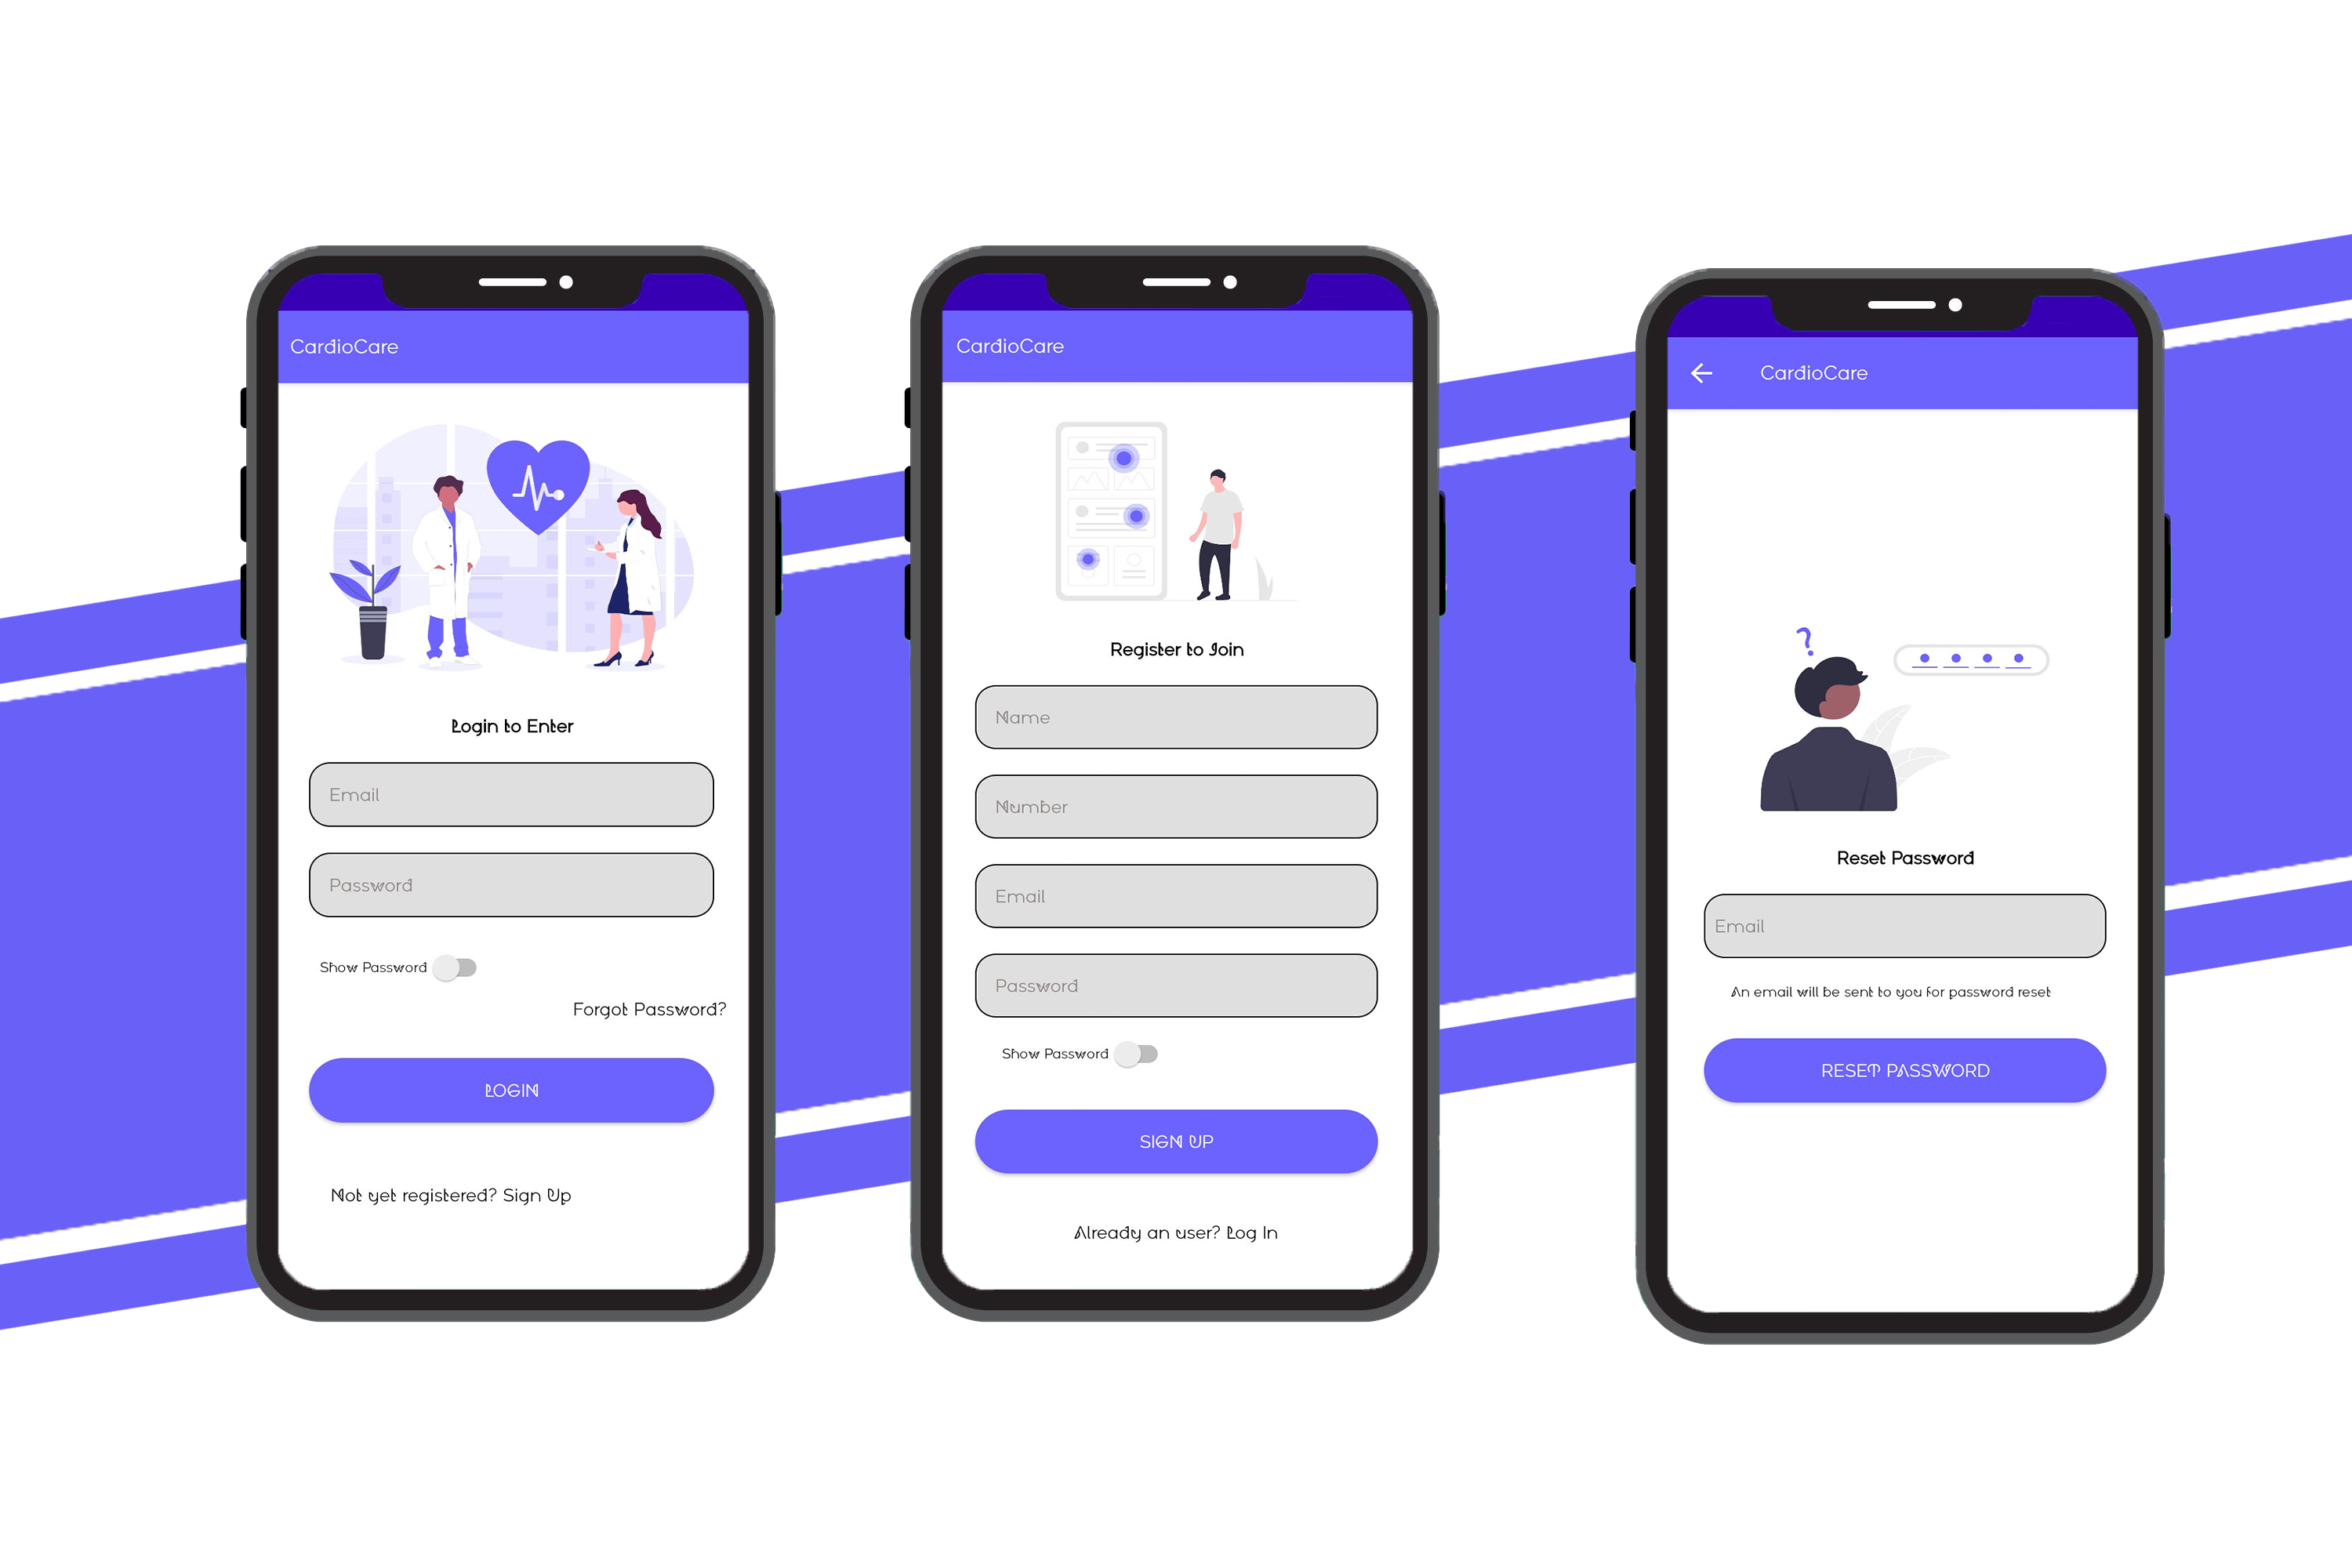 CardioCare
Login to Enter
Email
Password
Show Password
Forgot Password?
LOGIN
Not yet registered? Sign Up
CardioCare
Register to Join
Name
Number
Email
Password
Show Password
SIGN UP
Already an user? Log In
CardioCare
?
Reset Password
Email
An email will be sent to you for password reset
RESET PASSWORD